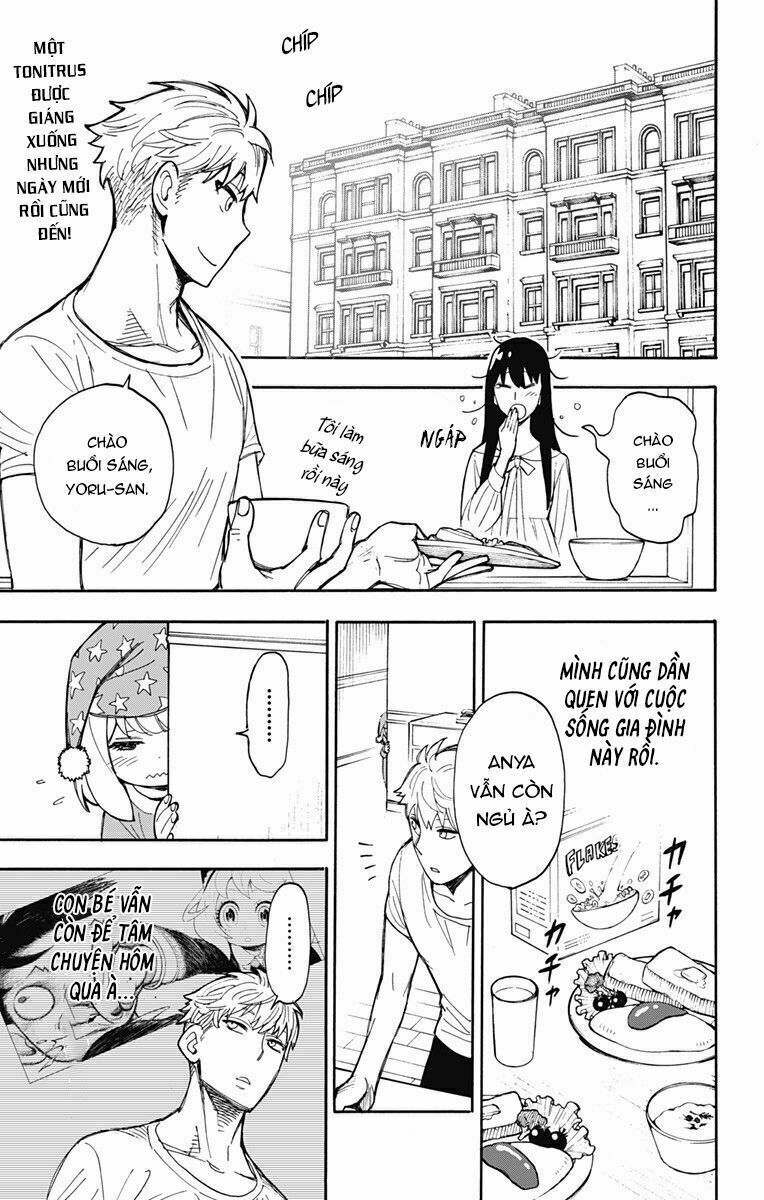 MỘT
TONITRUS
ĐƯỢC
GIÁNG
XUỐNG
NHƯNG
NGÀY MỚI
RỒI CŨNG
ĐẾN!
CHÍP
CHÍP
CHÀO
BUỔI SÁNG,
YORU-SAN.
Tôi làm
bữa sáng
rồi này
NGÁP
CHÀO
BUỔI
SÁNG
...
MÌNH CŨNG DẦN
QUEN VỚI CUỘC
SỐNG GIA ĐÌNH
NÀY RỒI.
FLAKES
カチャ
カチャ
ANYA
VẪN CÒN
NGỦ À?
.........
CON BÉ VẪN
CÒN ĐỂ TÂM
CHUYỆN HÔM
QUA À...
.........